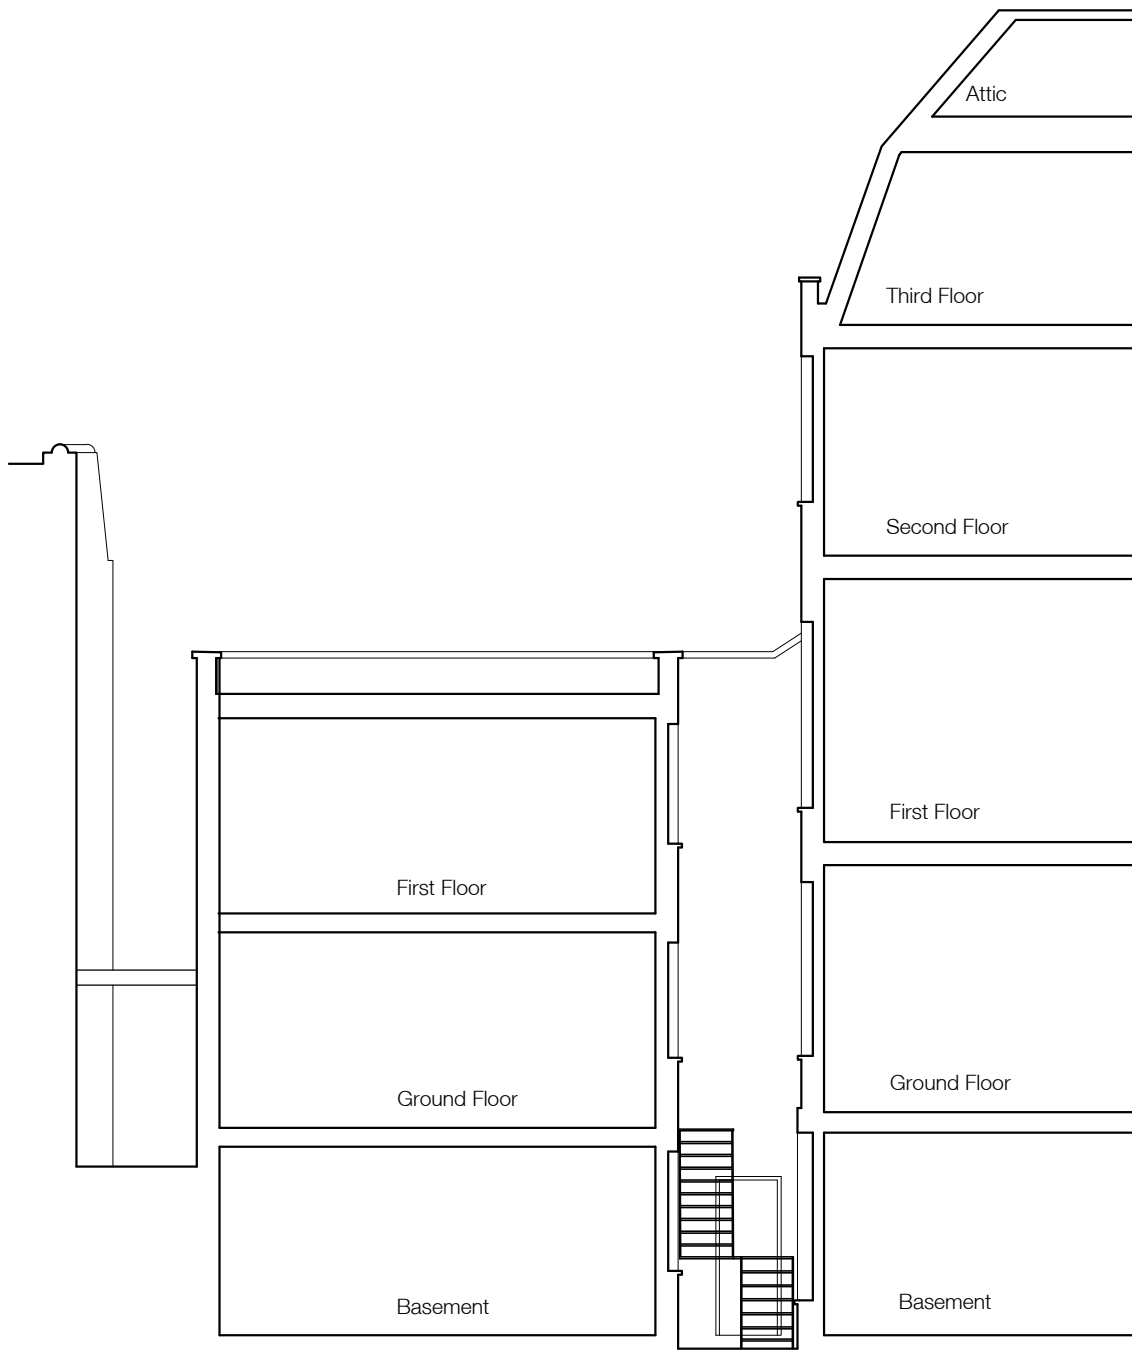 Attic
Third Floor
Second Floor
First Floor
First Floor
Ground Floor
Ground Floor
Basement
Basement